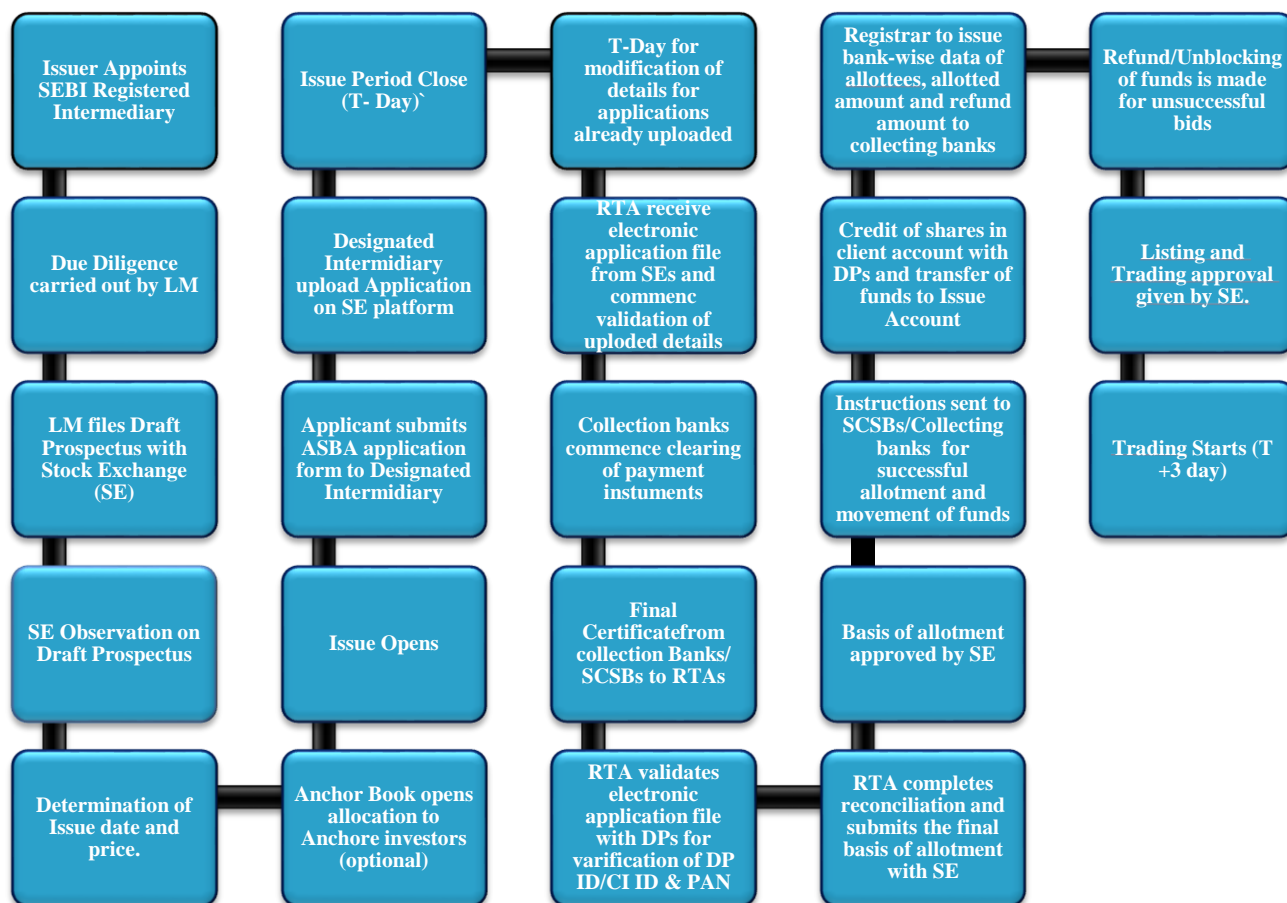 Issuer Appoints
SEBI Registered
Intermediary
Due Diligence
carried out by LM
LM files Draft
Prospectus with
Stock Exchange
(SE)
SE Observation on
Draft Prospectus
Determination of
Issue date and
price.
Anchor Book opens
allocation to
Anchore investors
(optional)
Issue Opens
Applicant submits
ASBA application
form to Designated
Intermidiary
Designated
Intermidiary
upload Application
on SE platform
Issue Period Close
(T- Day)`
T-Day for
modification of
details for
applications
already uploaded
RTA receive
electronic
application file
from SEs and
commenc
validation of
uploded details
Collection banks
commence clearing
of payment
instuments
Final
Certificatefrom
collection Banks/
SCSBs to RTAs
RTA validates
electronic
application file
with DPs for
varification of DP
ID/CI ID & PAN
RTA completes
reconciliation and
submits the final
basis of allotment
with SE
Basis of allotment
approved by SE
Instructions sent to
SCSBs/Collecting
banks for
successful
allotment and
movement of funds
Credit of shares in
client account with
DPs and transfer of
funds to Issue
Account
Registrar to issue
bank-wise data of
allottees, allotted
amount and refund
amount to
collecting banks
Refund/Unblocking
of funds is made
for unsuccessful
bids
Listing and
Trading approval
given by SE.
Trading Starts (T
+3 day)